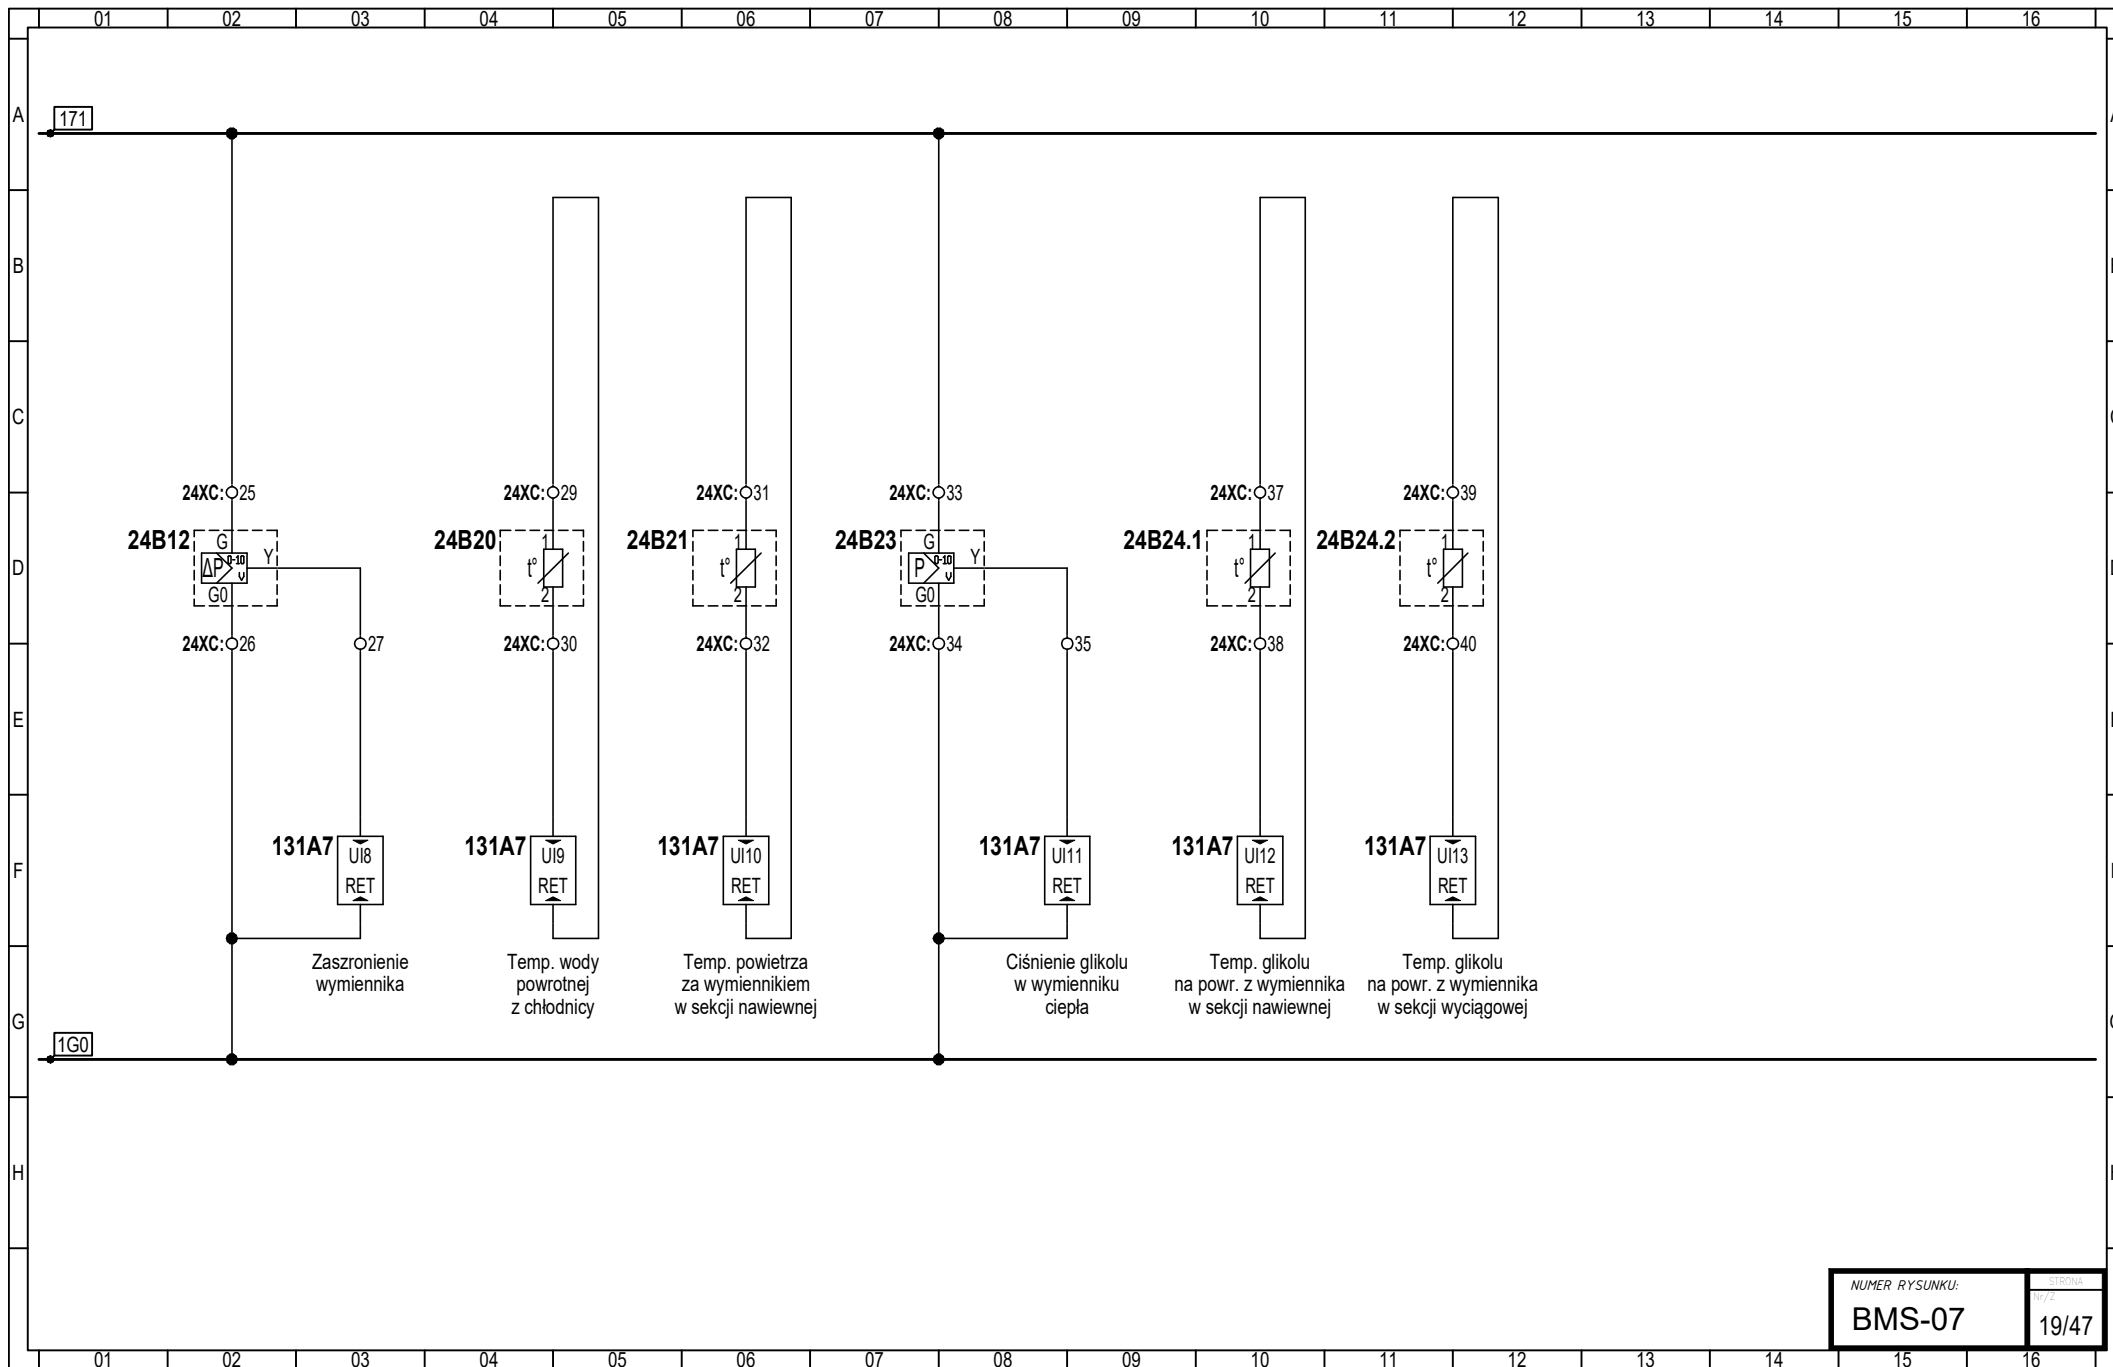 01 02 03 04 05 06 07 08 09 10 11 12 13 14 15 16
A
171
B
C
24XC: 25 24XC: 29 24XC: 31 24XC: 33 24XC: 37 24XC: 39
24B12 G 24B20 1 24B21 1 24B23 G 24B24.1 1 24B24.2 1
D ΔP 0-10 V Y t° t° P 0-10 V Y t° t°
G0 2 2 G0 2 2
24XC: 26 27 24XC: 30 24XC: 32 24XC: 34 35 24XC: 38 24XC: 40
E
131A7 UI8 131A7 UI9 131A7 UI10 131A7 UI11 131A7 UI12 131A7 UI13
F
RET RET RET RET RET RET
Zaszronienie
wymiennika
Temp. wody
powrotnej
z chłodnicy
Temp. powietrza
za wymiennikiem
w sekcji nawiewnej
Ciśnienie glikolu
w wymienniku
ciepła
Temp. glikolu
na powr. z wymiennika
w sekcji nawiewnej
Temp. glikolu
na powr. z wymiennika
w sekcji wyciągowej
G
1G0
H
NUMER RYSUNKU:
BMS-07
STRONA
Nr/Z
19/47
01 02 03 04 05 06 07 08 09 10 11 12 13 14 15 16